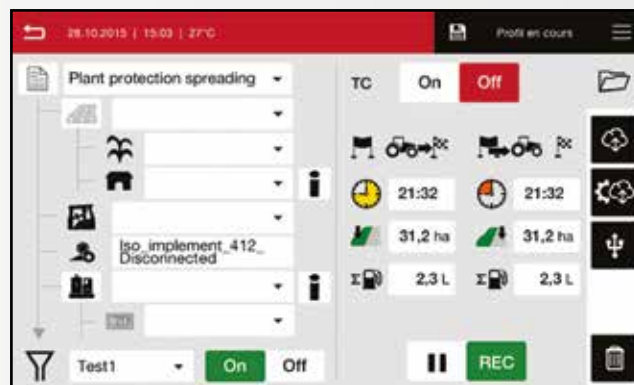 28.10.2015 | 15:03 | 27°C
Profil en cours
Plant protection spreading
TC On Off
21:32 21:32
Iso_implement_412_
Disconnected
31,2 ha 31,2 ha
Σ 2,3 L Σ 2,3 L
Test1 On Off
REC